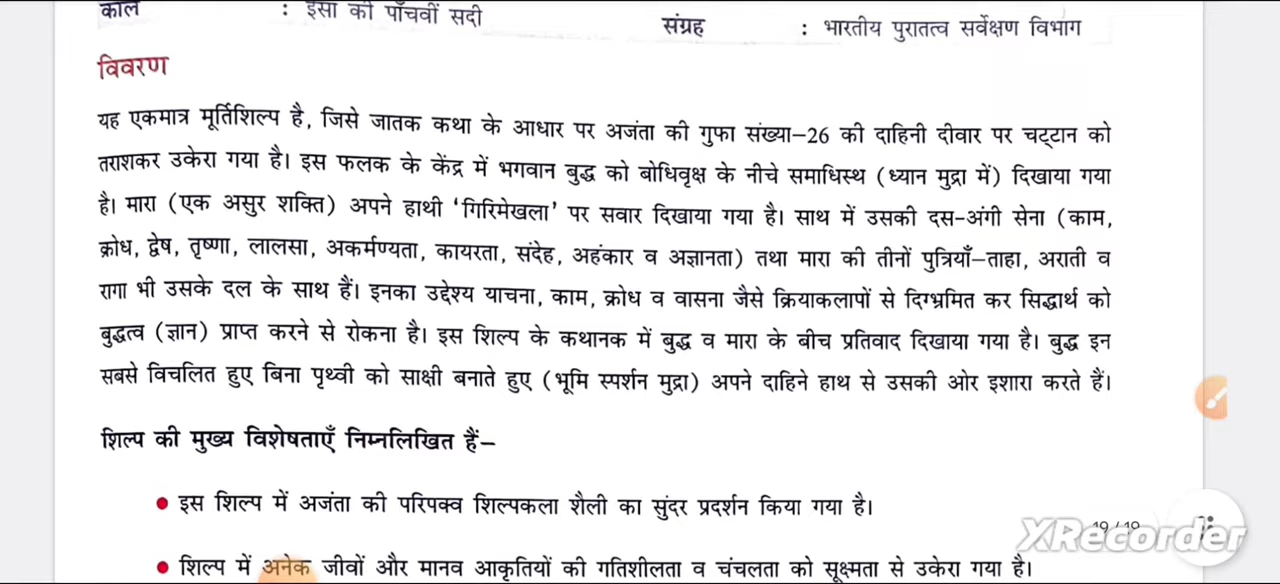 काल : इसा की पाँचवीं सदी
संग्रह : भारतीय पुरातत्व सर्वेक्षण विभाग
विवरण
यह एकमात्र मूर्तिशिल्प है, जिसे जातक कथा के आधार पर अजंता की गुफा संख्या–26 की दाहिनी दीवार पर चट्टान को
तराशकर उकेरा गया है। इस फलक के केंद्र में भगवान बुद्ध को बोधिवृक्ष के नीचे समाधिस्थ (ध्यान मुद्रा में) दिखाया गया
है। मारा (एक असुर शक्ति) अपने हाथी ‘गिरिमेखला’ पर सवार दिखाया गया है। साथ में उसकी दस-अंगी सेना (काम,
क्रोध, द्वेष, तृष्णा, लालसा, अकर्मण्यता, कायरता, संदेह, अहंकार व अज्ञानता) तथा मारा की तीनों पुत्रियाँ–ताहा, अराती व
रागा भी उसके दल के साथ हैं। इनका उद्देश्य याचना, काम, क्रोध व वासना जैसे क्रियाकलापों से दिग्भ्रमित कर सिद्धार्थ को
बुद्धत्व (ज्ञान) प्राप्त करने से रोकना है। इस शिल्प के कथानक में बुद्ध व मारा के बीच प्रतिवाद दिखाया गया है। बुद्ध इन
सबसे विचलित हुए बिना पृथ्वी को साक्षी बनाते हुए (भूमि स्पर्शन मुद्रा) अपने दाहिने हाथ से उसकी ओर इशारा करते हैं।
शिल्प की मुख्य विशेषताएँ निम्नलिखित हैं–
• इस शिल्प में अजंता की परिपक्व शिल्पकला शैली का सुंदर प्रदर्शन किया गया है।
19 / 19
XRecorder
• शिल्प में अनेक जीवों और मानव आकृतियों की गतिशीलता व चंचलता को सूक्ष्मता से उकेरा गया है।